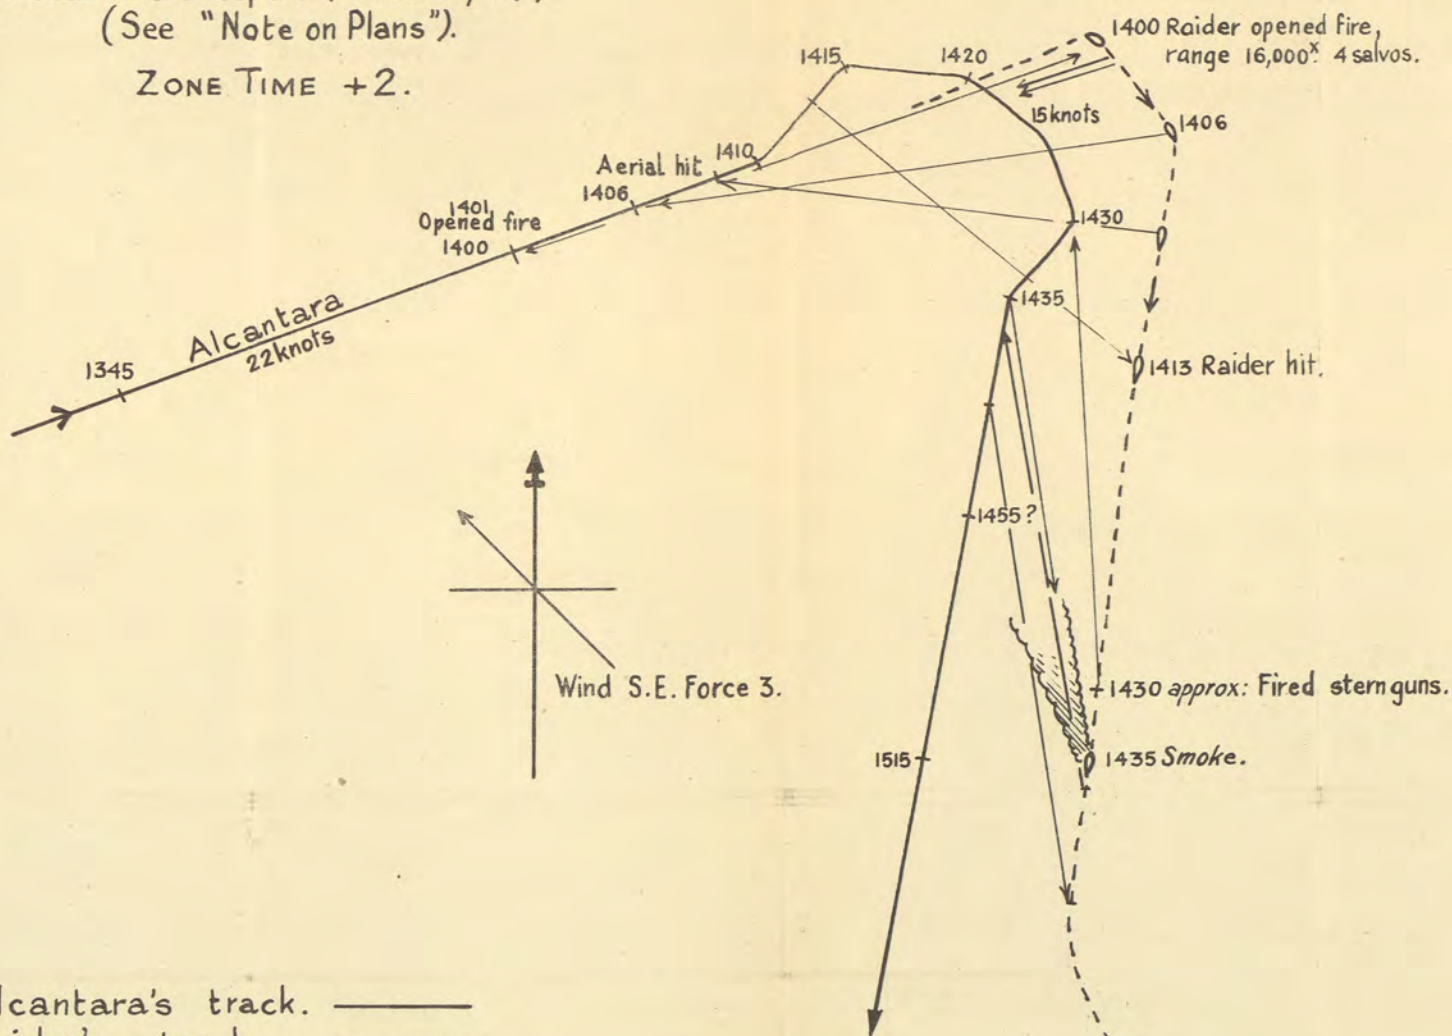 (See "Note on Plans").
ZONE TIME +2.
1400 Raider opened fire,
range 16,000x. 4 salvos.
1415
1420
15 knots
1406
1410
Aerial hit
1406
1401
Opened fire
1400
1430
Alcantara
22 knots
1435
1345
1413 Raider hit.
1455?
Wind S.E. Force 3.
1430 approx: Fired stern guns.
1515
1435 Smoke.
lcantara's track.